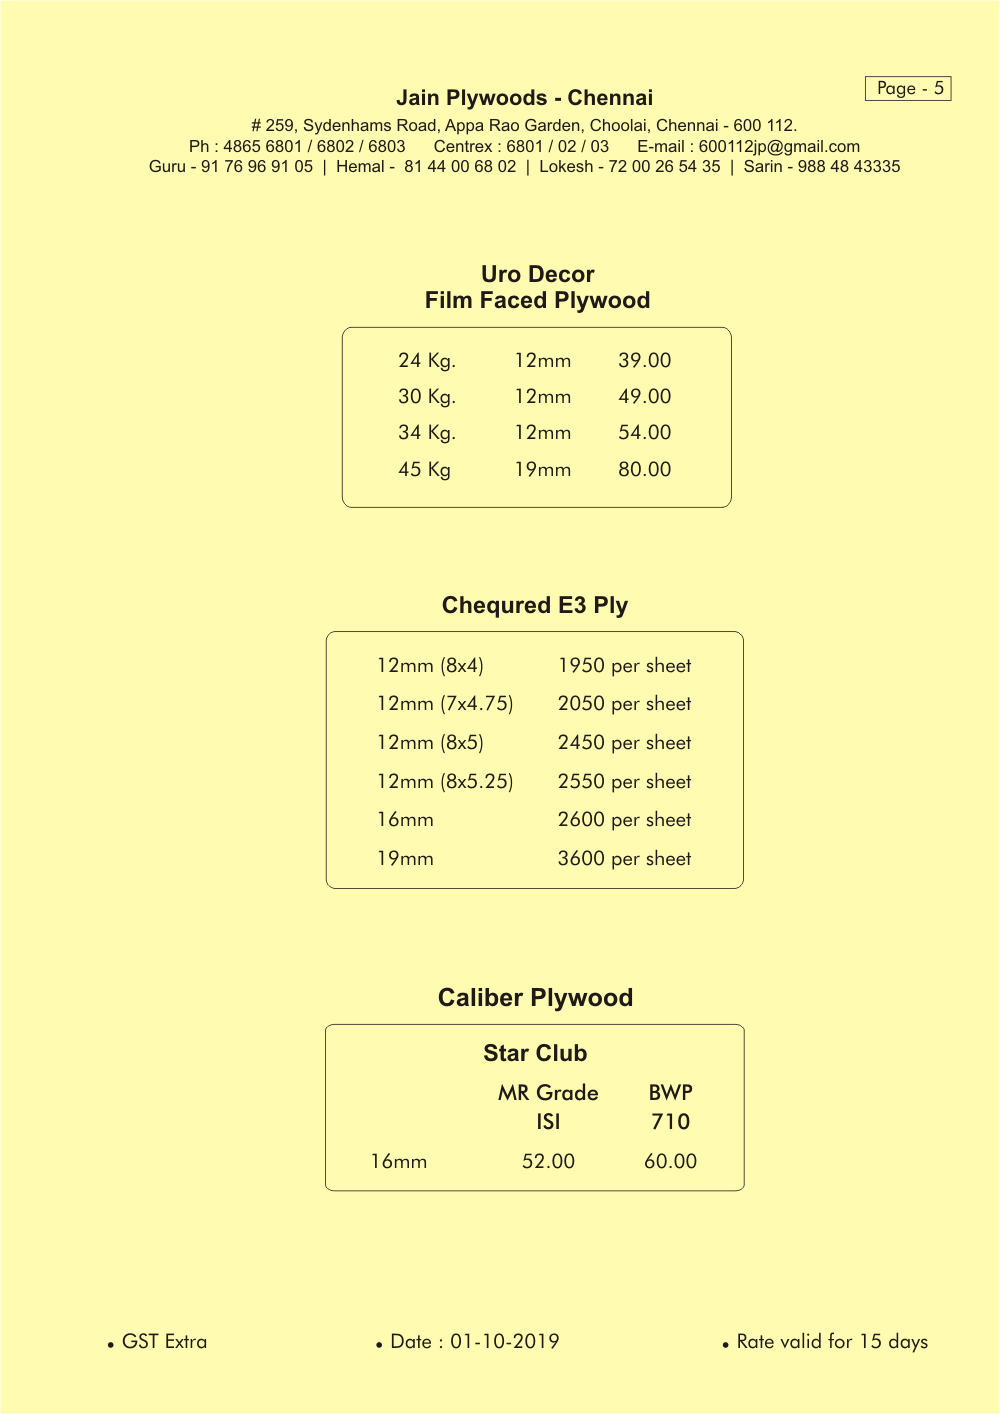 Page - 5
Jain Plywoods - Chennai
# 259, Sydenhams Road, Appa Rao Garden, Choolai, Chennai - 600 112.
Ph : 4865 6801 / 6802 / 6803 Centrex : 6801 / 02 / 03 E-mail : 600112jp@gmail.com
Guru - 91 76 96 91 05 | Hemal - 81 44 00 68 02 | Lokesh - 72 00 26 54 35 | Sarin - 988 48 43335
Uro Decor
Film Faced Plywood
24 Kg. 12mm 39.00
30 Kg. 12mm 49.00
34 Kg. 12mm 54.00
45 Kg 19mm 80.00
Chequred E3 Ply
12mm (8x4) 1950 per sheet
12mm (7x4.75) 2050 per sheet
12mm (8x5) 2450 per sheet
12mm (8x5.25) 2550 per sheet
16mm 2600 per sheet
19mm 3600 per sheet
Caliber Plywood
Star Club
MR Grade BWP
ISI 710
16mm 52.00 60.00
• GST Extra • Date : 01-10-2019 • Rate valid for 15 days